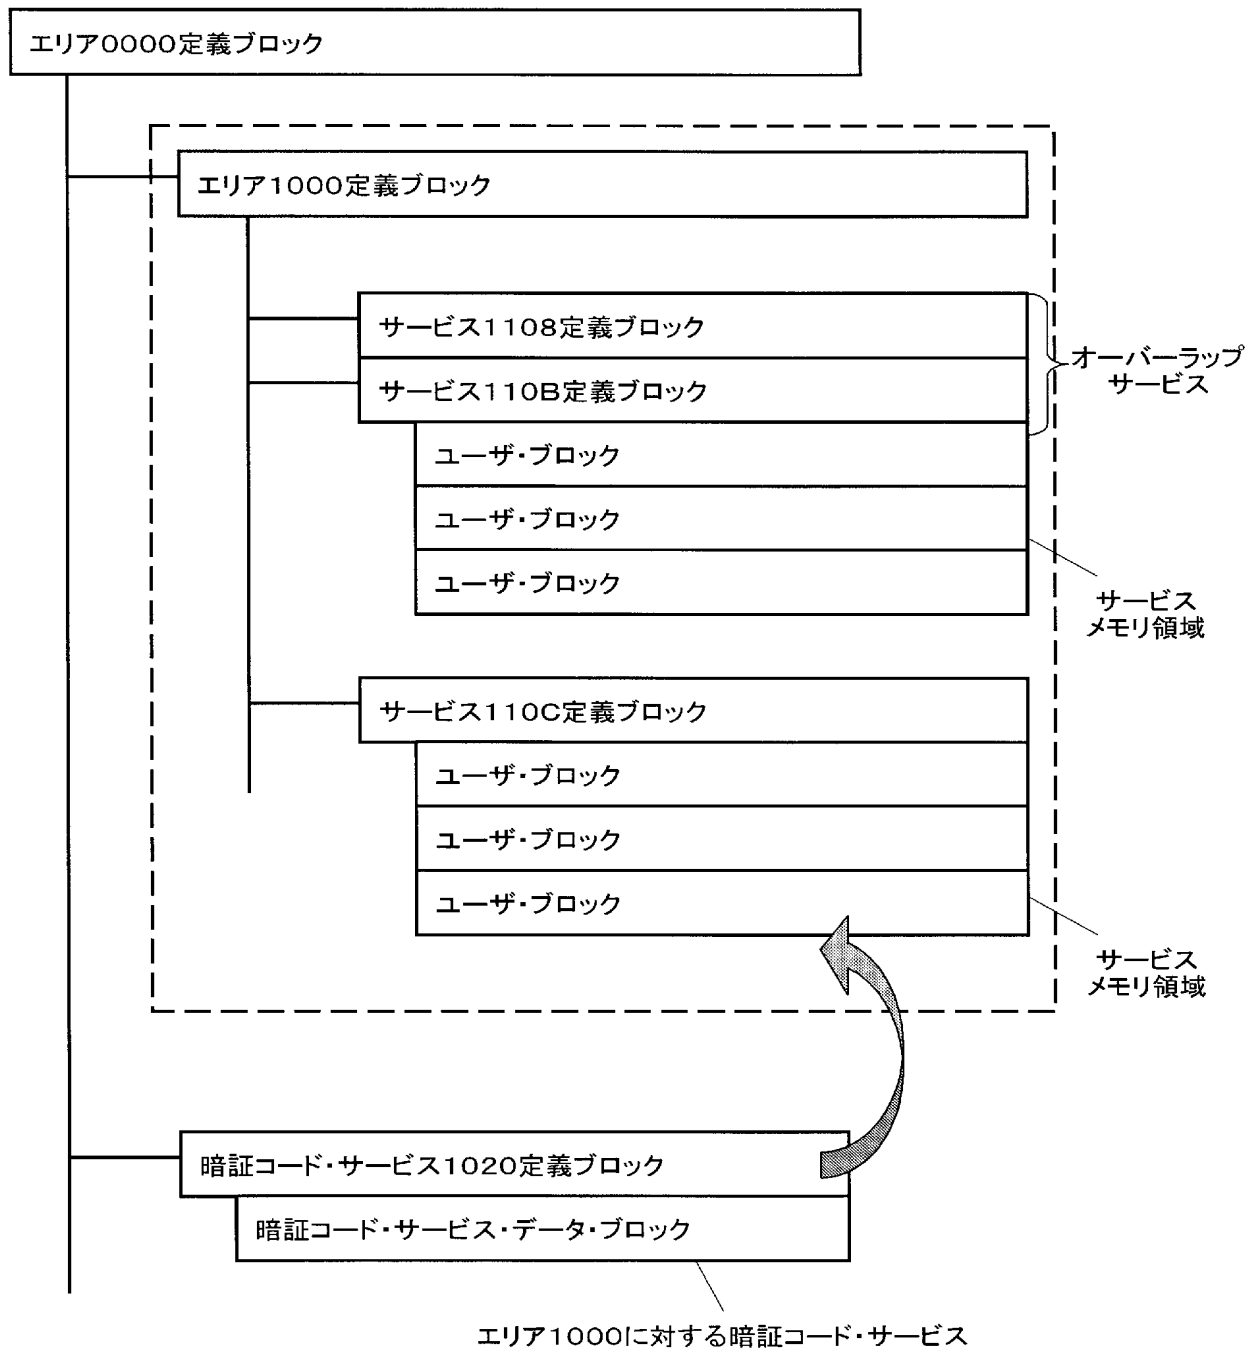 エリア0000定義ブロック
エリア1000定義ブロック
サービス1108定義ブロック
サービス110B定義ブロック
オーバーラップ
サービス
ユーザ・ブロック
ユーザ・ブロック
ユーザ・ブロック
サービス
メモリ領域
サービス110C定義ブロック
ユーザ・ブロック
ユーザ・ブロック
ユーザ・ブロック
サービス
メモリ領域
暗証コード・サービス1020定義ブロック
暗証コード・サービス・データ・ブロック
エリア1000に対する暗証コード・サービス